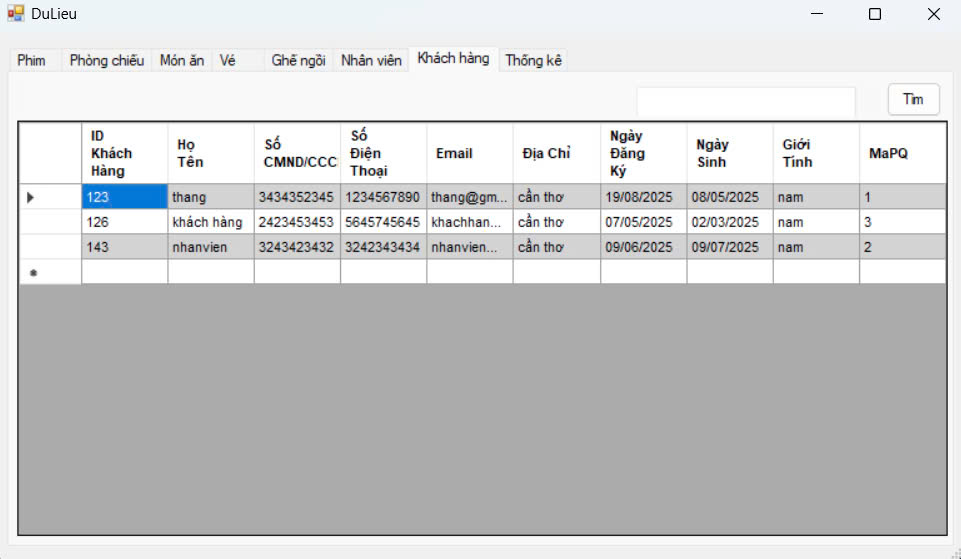 DuLieu
Phim Phòng chiếu Món ăn Vé Ghế ngồi Nhân viên Khách hàng Thống kê
Tìm
ID Khách Hàng Họ Tên Số CMND/CCC Số Điện Thoại Email Địa Chỉ Ngày Đăng Ký Ngày Sinh Giới Tính MaPQ
123 thang 3434352345 1234567890 thang@gm... cần thơ 19/08/2025 08/05/2025 nam 1
126 khách hàng 2423453453 5645745645 khachhan... cần thơ 07/05/2025 02/03/2025 nam 3
143 nhanvien 3243423432 3242343434 nhanvien... cần thơ 09/06/2025 09/07/2025 nam 2